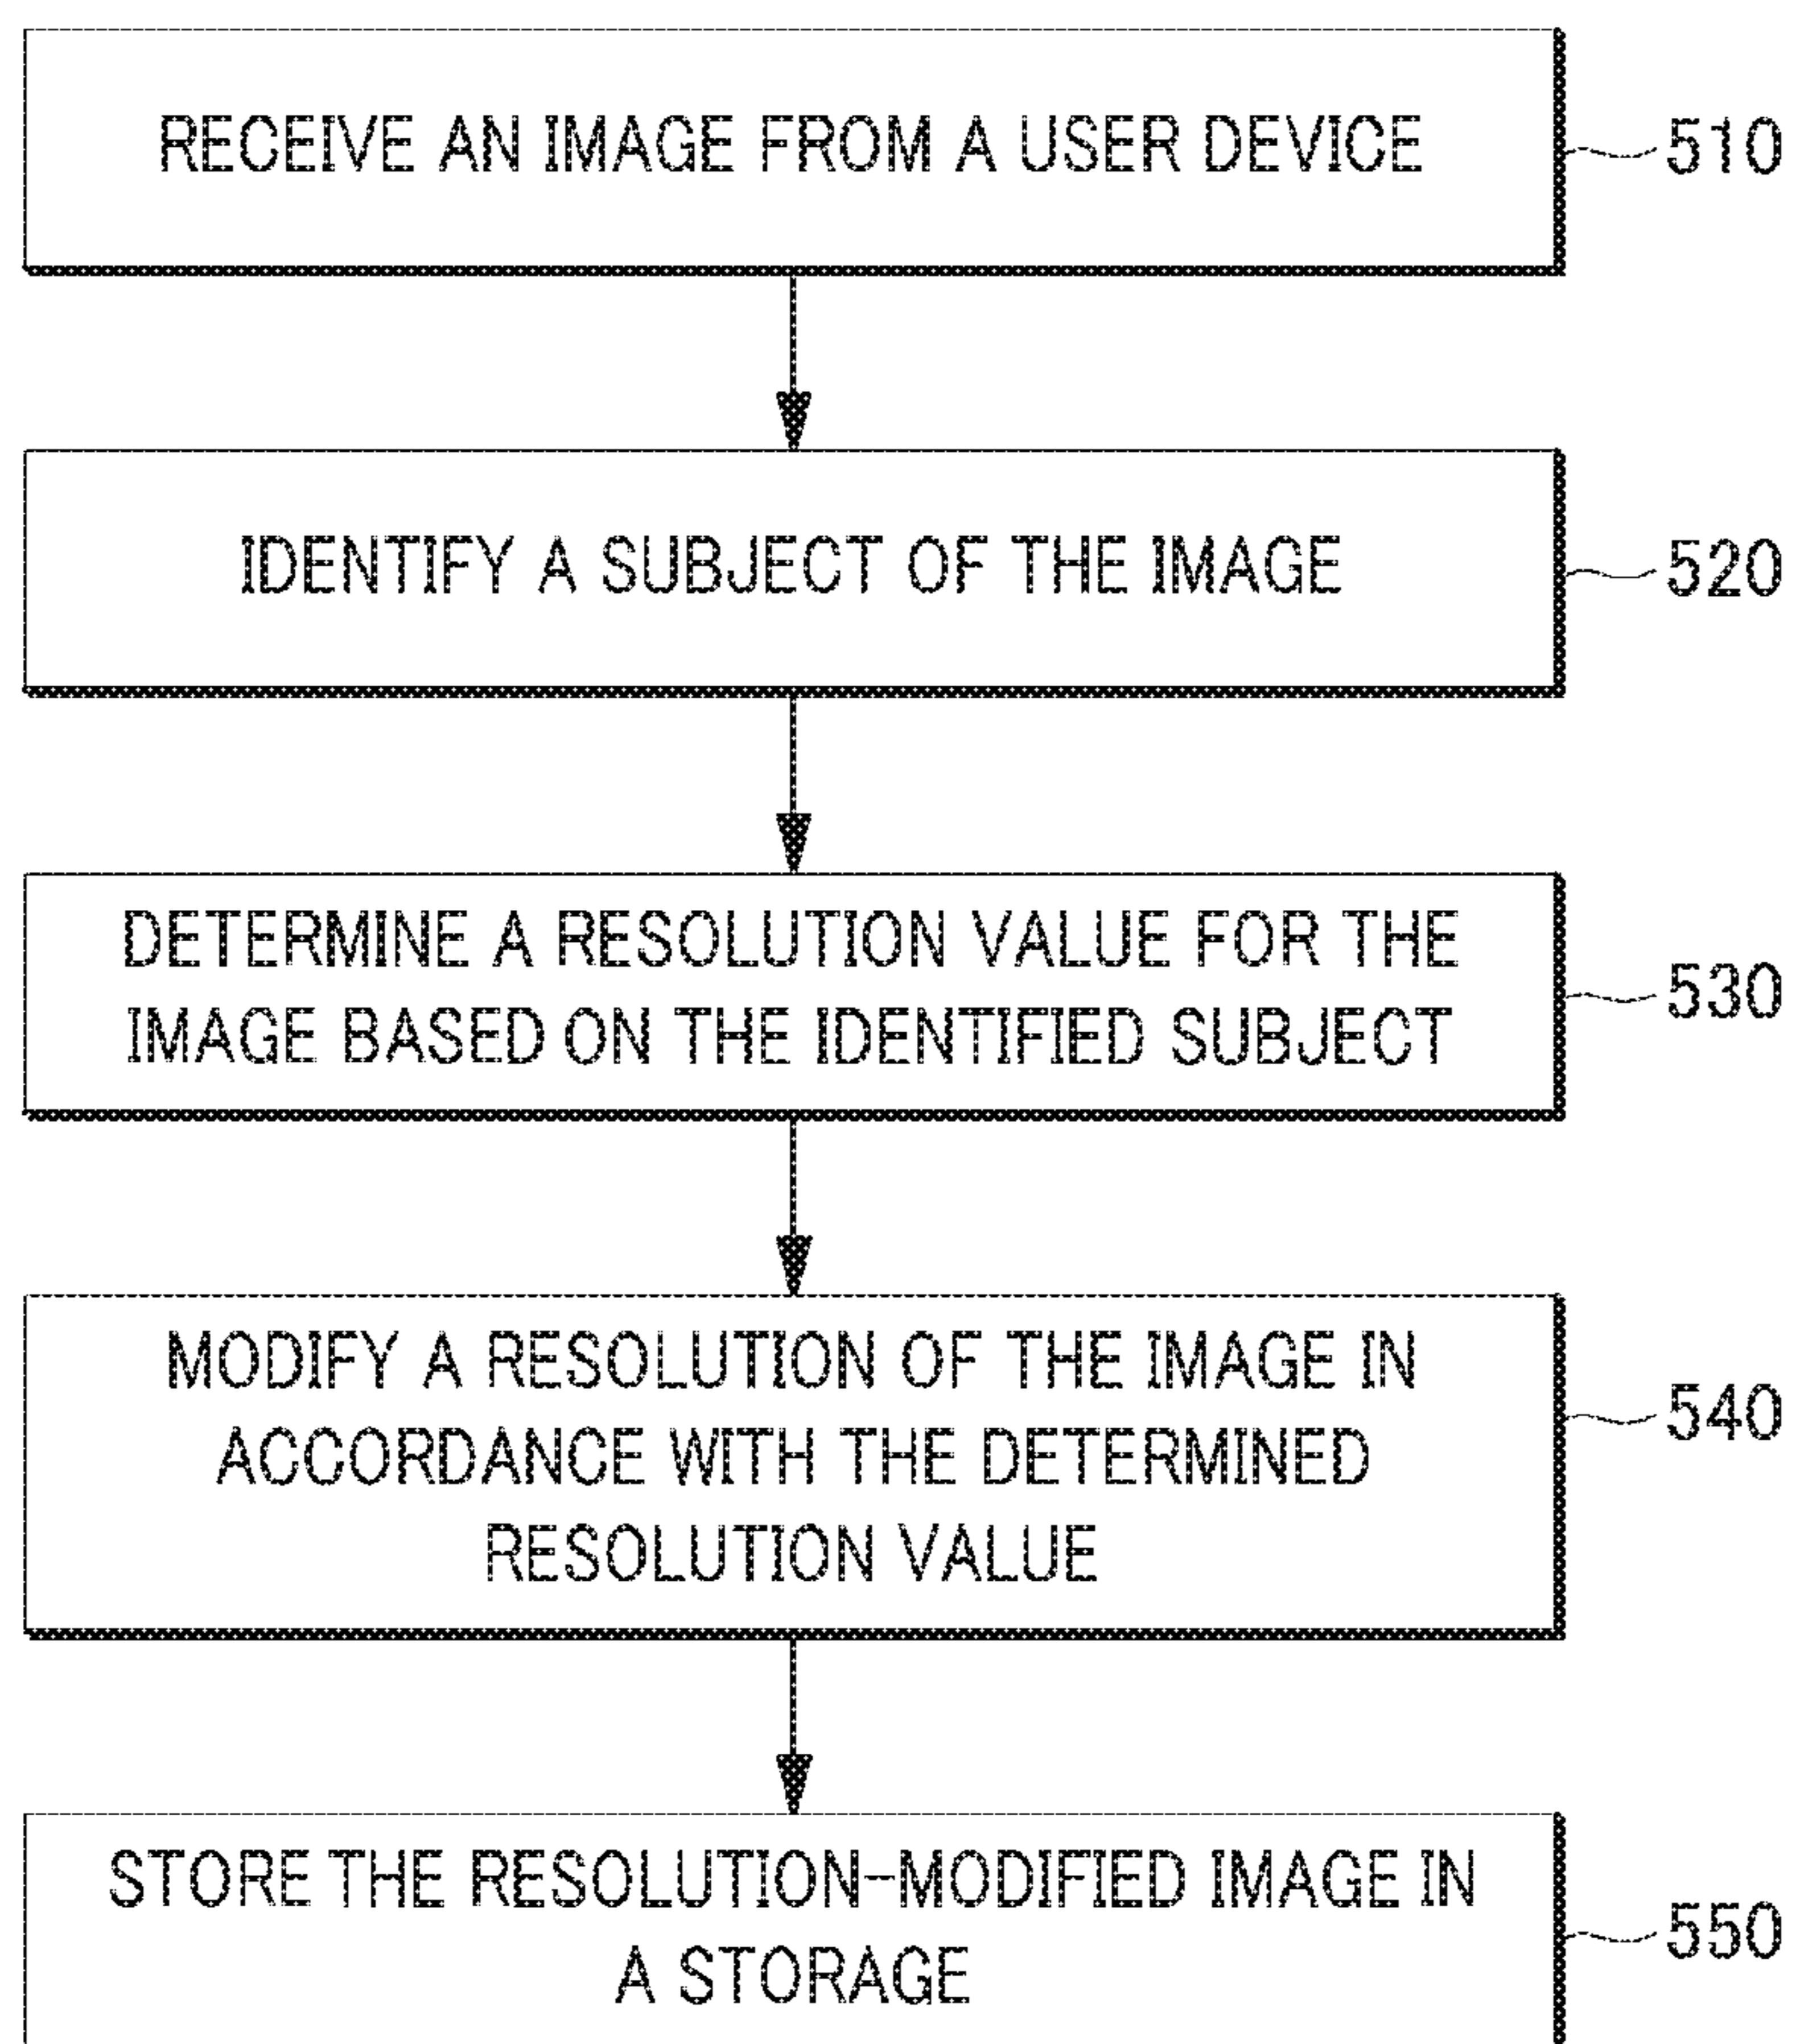 RECEIVE AN IMAGE FROM A USER DEVICE
510
IDENTIFY A SUBJECT OF THE IMAGE
520
DETERMINE A RESOLUTION VALUE FOR THE
IMAGE BASED ON THE IDENTIFIED SUBJECT
530
MODIFY A RESOLUTION OF THE IMAGE IN
ACCORDANCE WITH THE DETERMINED
RESOLUTION VALUE
540
STORE THE RESOLUTION-MODIFIED IMAGE IN
A STORAGE
550